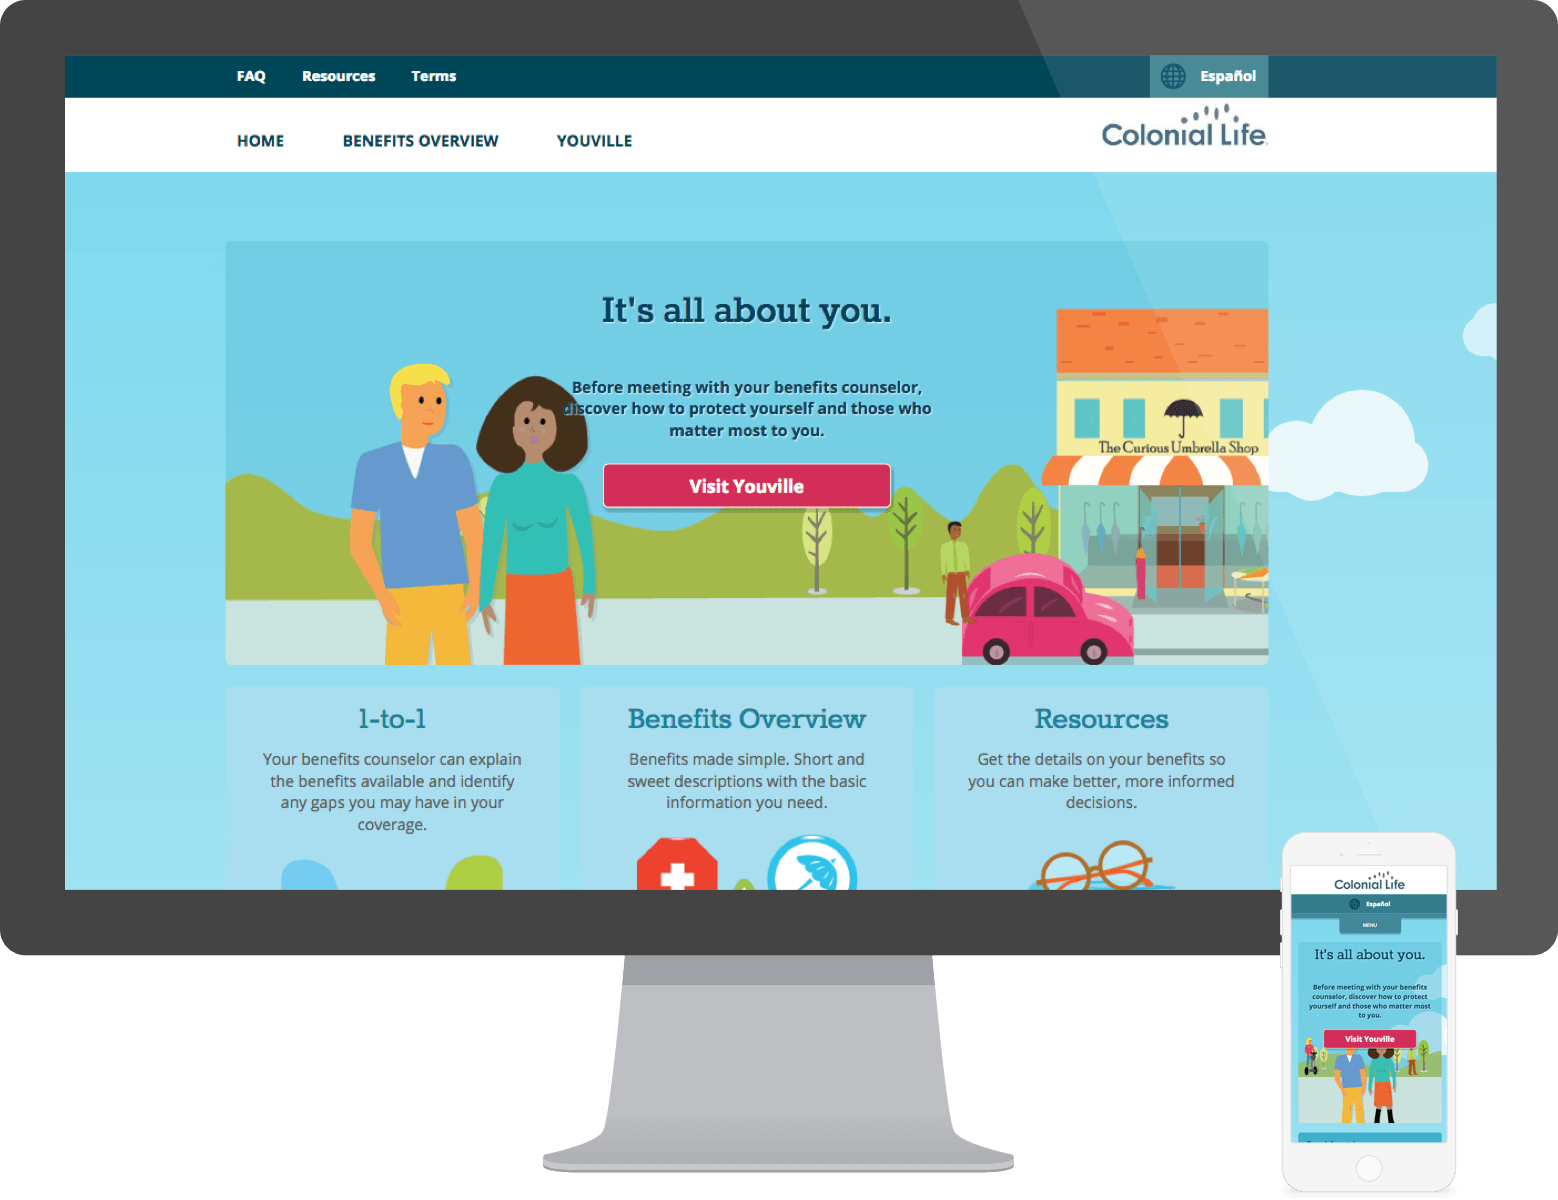 FAQ Resources Terms Español
HOME BENEFITS OVERVIEW YOUVILLE
Colonial Life
It's all about you.
Before meeting with your benefits counselor,
discover how to protect yourself and those who
matter most to you.
Visit Youville
The Curious Umbrella Shop
1-to-1
Your benefits counselor can explain
the benefits available and identify
any gaps you may have in your
coverage.
Benefits Overview
Benefits made simple. Short and
sweet descriptions with the basic
information you need.
Resources
Get the details on your benefits so
you can make better, more informed
decisions.
Colonial Life
Español
MENU
It's all about you.
Before meeting with your benefits
counselor, discover how to protect
yourself and those who matter most
to you.
Visit Youville